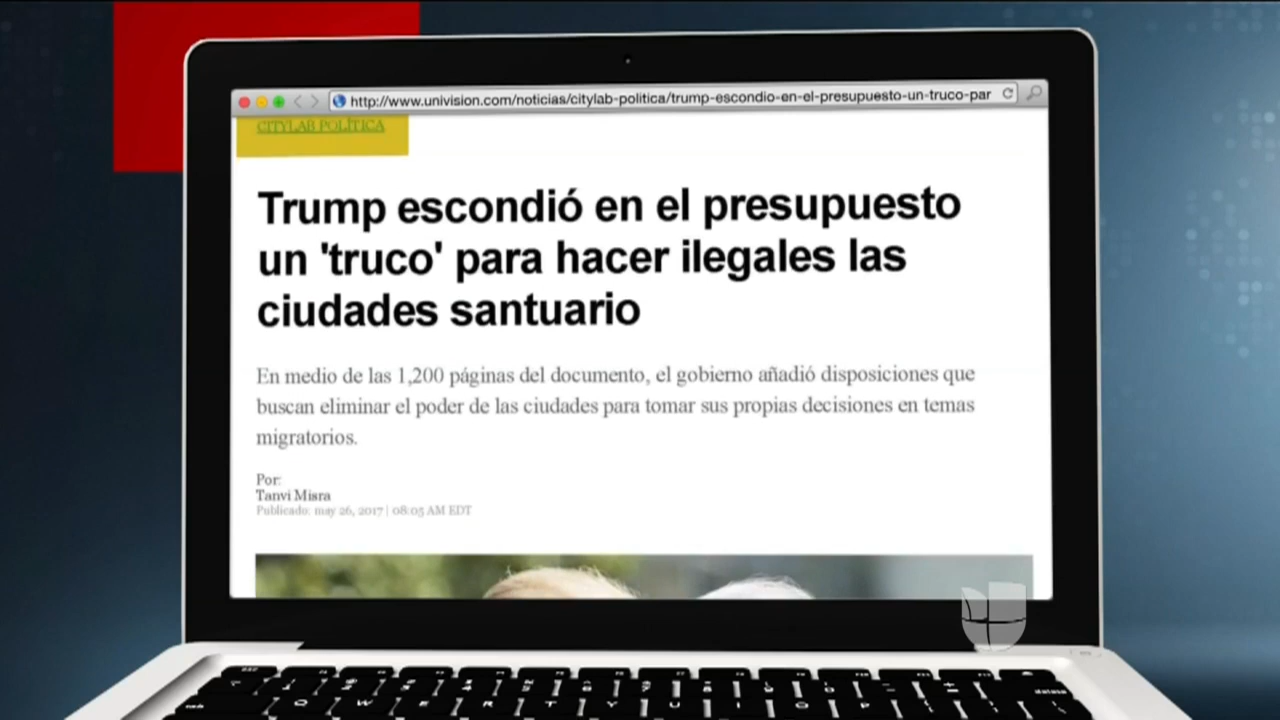 http://www.univision.com/noticias/citylab-politica/trump-escondio-en-el-presupuesto-un-truco-par
CITYLAB POLÍTICA
Trump escondió en el presupuesto
un 'truco' para hacer ilegales las
ciudades santuario
En medio de las 1,200 páginas del documento, el gobierno añadió disposiciones que
buscan eliminar el poder de las ciudades para tomar sus propias decisiones en temas
migratorios.
Por:
Tanvi Misra
Publicado: may 26, 2017 | 08:05 AM EDT